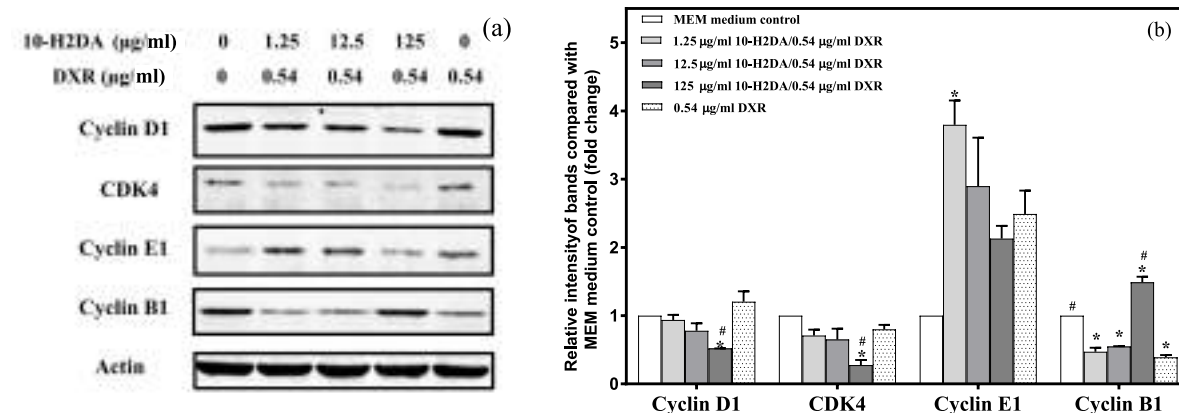 (a)
10-H2DA (µg/ml) 0 1.25 12.5 125 0
DXR (µg/ml) 0 0.54 0.54 0.54 0.54
Cyclin D1
CDK4
Cyclin E1
Cyclin B1
Actin
(b)
MEM medium control
1.25 µg/ml 10-H2DA/0.54 µg/ml DXR
12.5 µg/ml 10-H2DA/0.54 µg/ml DXR
125 µg/ml 10-H2DA/0.54 µg/ml DXR
0.54 µg/ml DXR
Relative intensityof bands compared with
MEM medium control (fold change)
5
4
3
2
1
0
#
*
#
*
*
#
*
*
#
*
*
Cyclin D1 CDK4 Cyclin E1 Cyclin B1